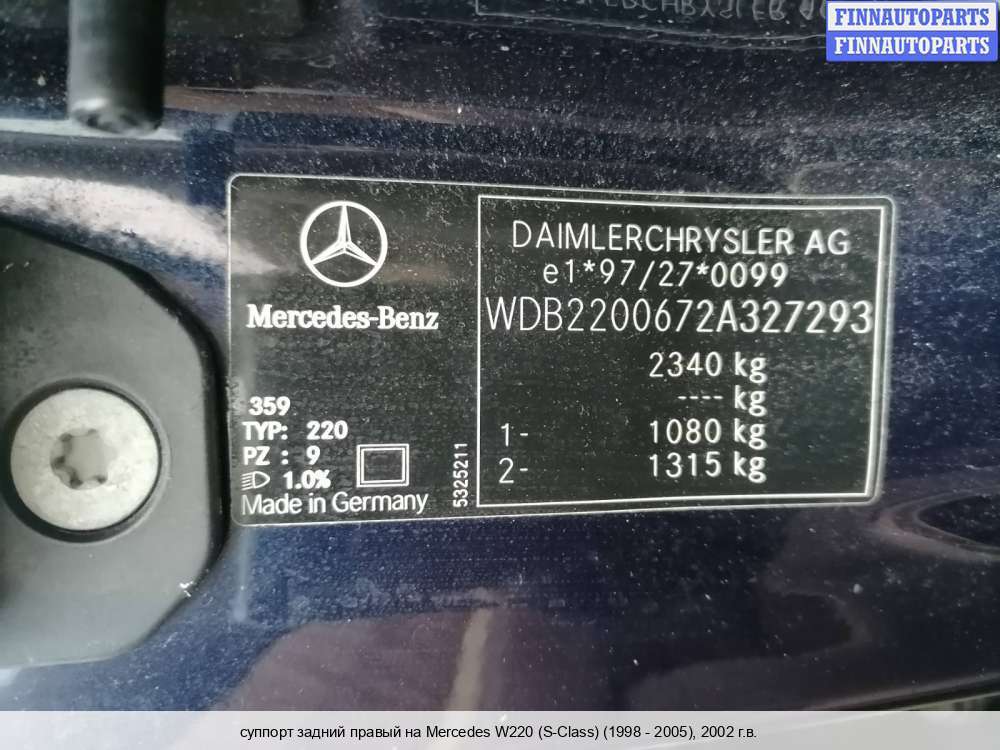 FINNAUTOPARTS
FINNAUTOPARTS
Mercedes-Benz
359
TYP: 220
PZ : 9
1.0%
Made in Germany
5325211
DAIMLERCHRYSLER AG
e1*97/27*0099
WDB2200672A327293
2340 kg
---- kg
1- 1080 kg
2- 1315 kg
суппорт задний правый на Mercedes W220 (S-Class) (1998 - 2005), 2002 г.в.